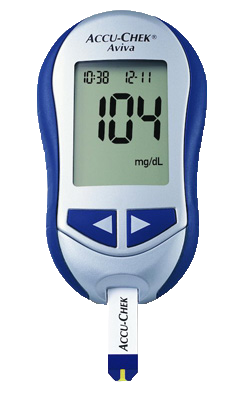 ACCU-CHEK®
Aviva
10:38 12-11
104
mg/dL
ACCU-CHEK